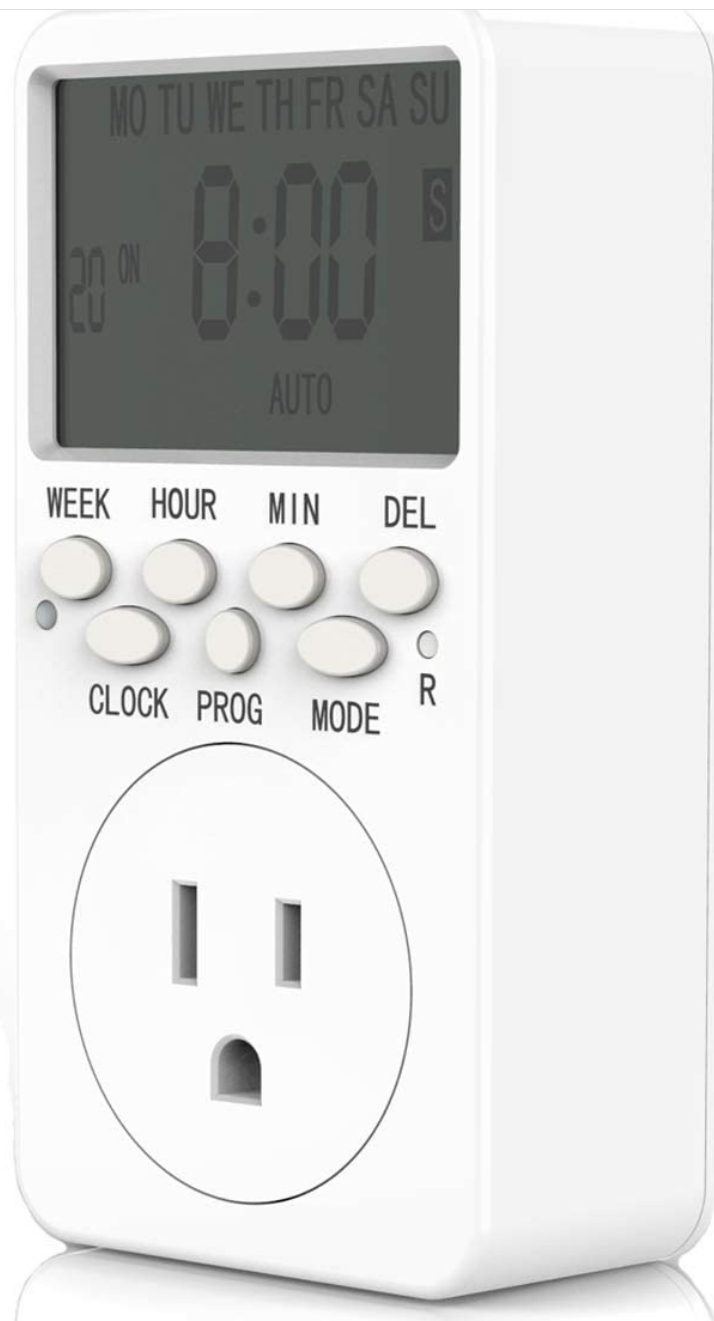 MO TU WE TH FR SA SU
20 ON 8:00 S
AUTO
WEEK HOUR MIN DEL
CLOCK PROG MODE R